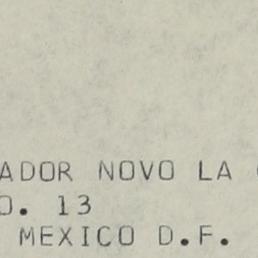 ADOR NOVO LA
O. 13
MEXICO D.F.